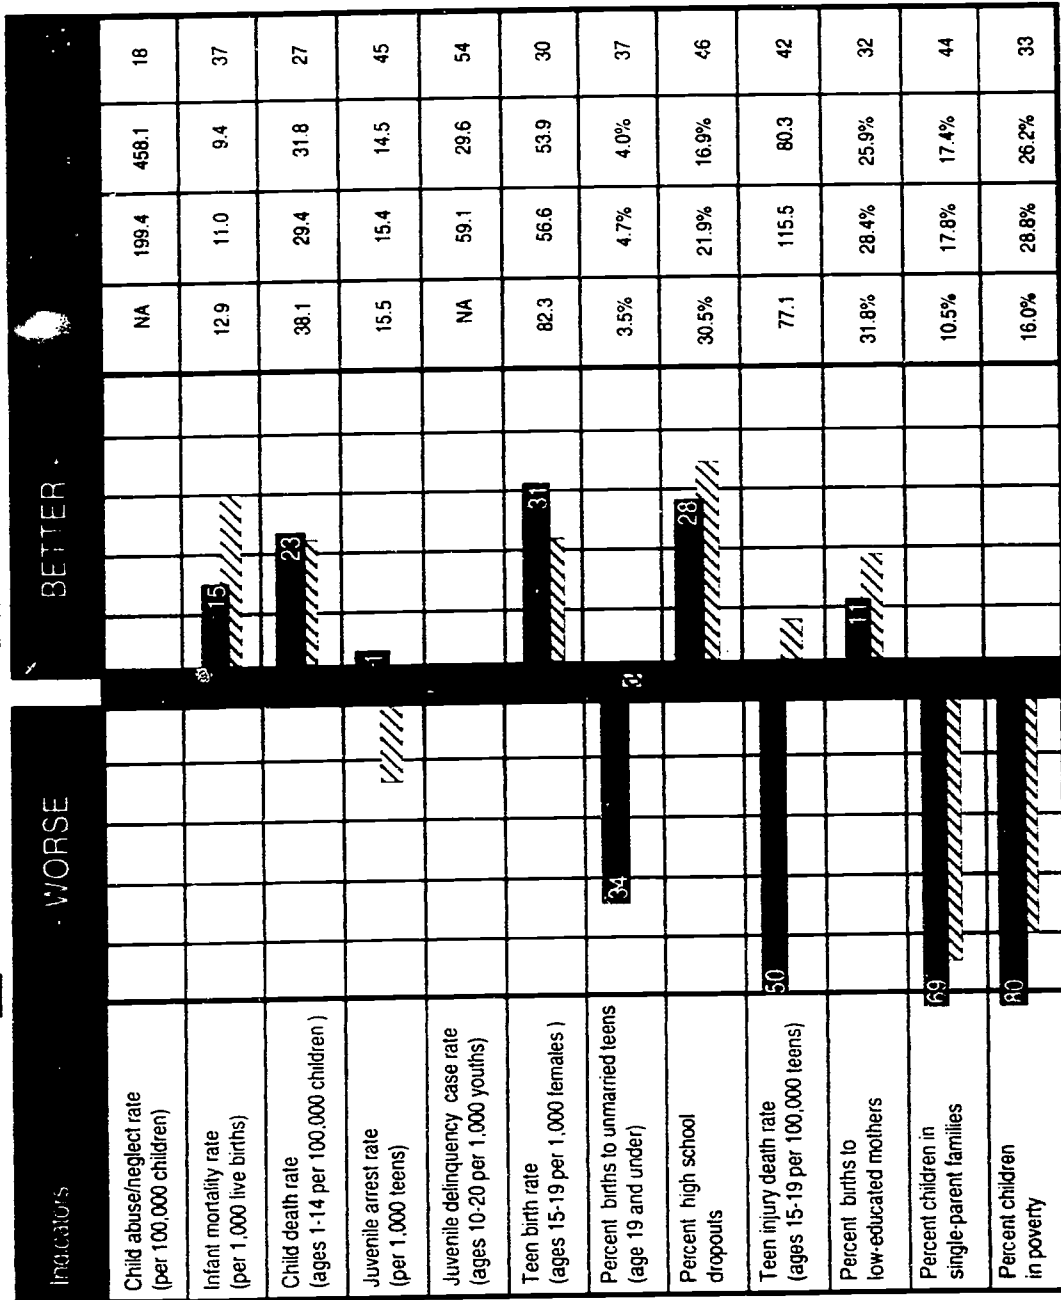 Indicators
- WORSE
BETTER -
Child abuse/neglect rate
(per 100,000 children)
NA
199.4
458.1
18
Infant mortality rate
(per 1,000 live births)
15
12.9
11.0
9.4
37
Child death rate
(ages 1-14 per 100,000 children )
23
38.1
29.4
31.8
27
Juvenile arrest rate
(per 1,000 teens)
1
15.5
15.4
14.5
45
Juvenile delinquency case rate
(ages 10-20 per 1,000 youths)
NA
59.1
29.6
54
Teen birth rate
(ages 15-19 per 1,000 females )
31
82.3
56.6
53.9
30
Percent births to unmarried teens
(age 19 and under)
34
3.5%
4.7%
4.0%
37
Percent high school
dropouts
28
30.5%
21.9%
16.9%
46
Teen injury death rate
(ages 15-19 per 100,000 teens)
50
77.1
115.5
80.3
42
Percent births to
low-educated mothers
11
31.8%
28.4%
25.9%
32
Percent children in
single-parent families
69
10.5%
17.8%
17.4%
44
Percent children
in poverty
80
16.0%
28.8%
26.2%
33